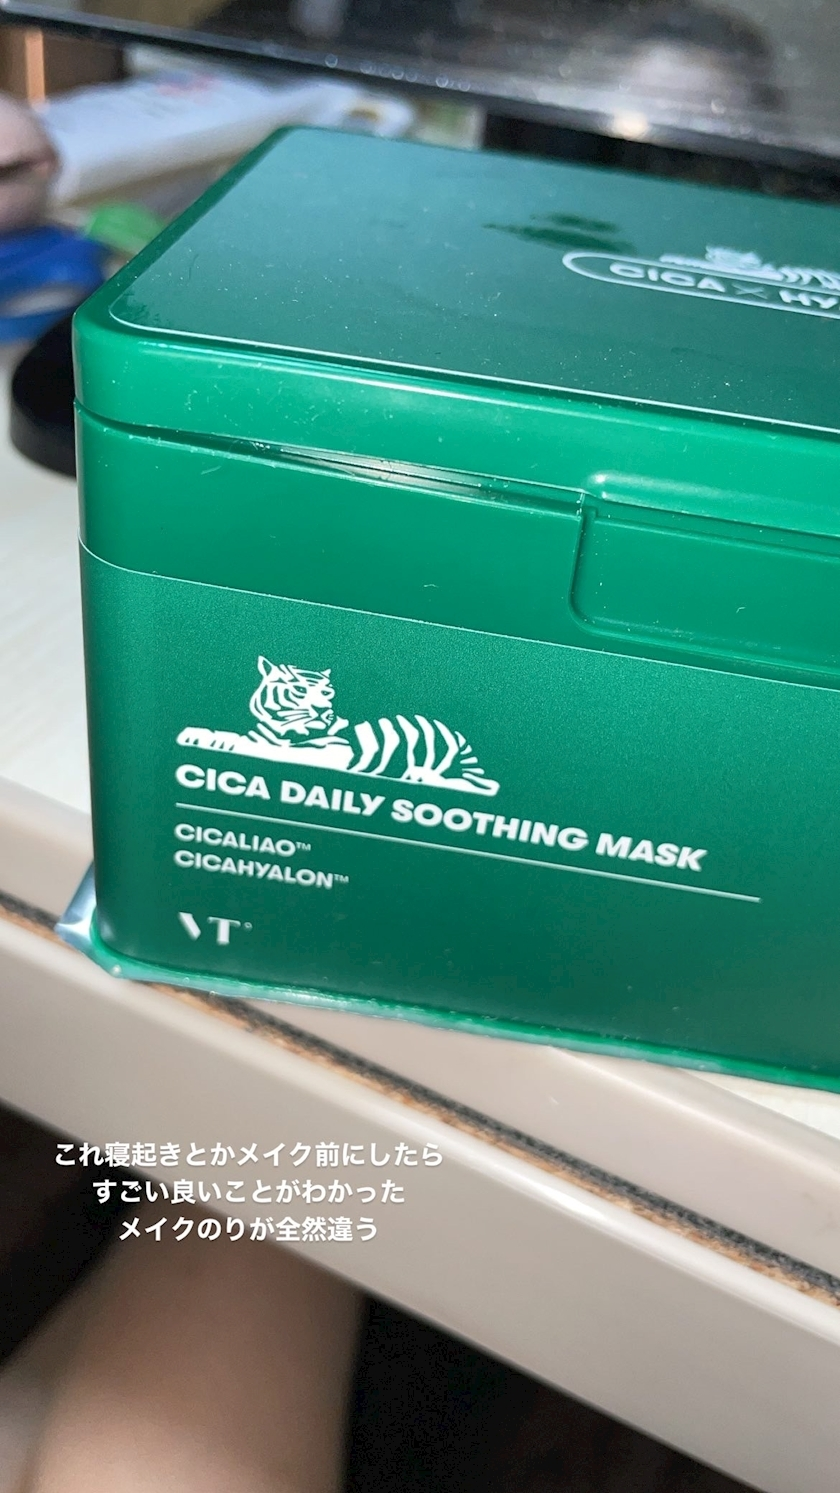 CICA × HY
CICA DAILY SOOTHING MASK
CICALIAO™
CICAHYALON™
VT
これ寝起きとかメイク前にしたら
すごい良いことがわかった
メイクのりが全然違う